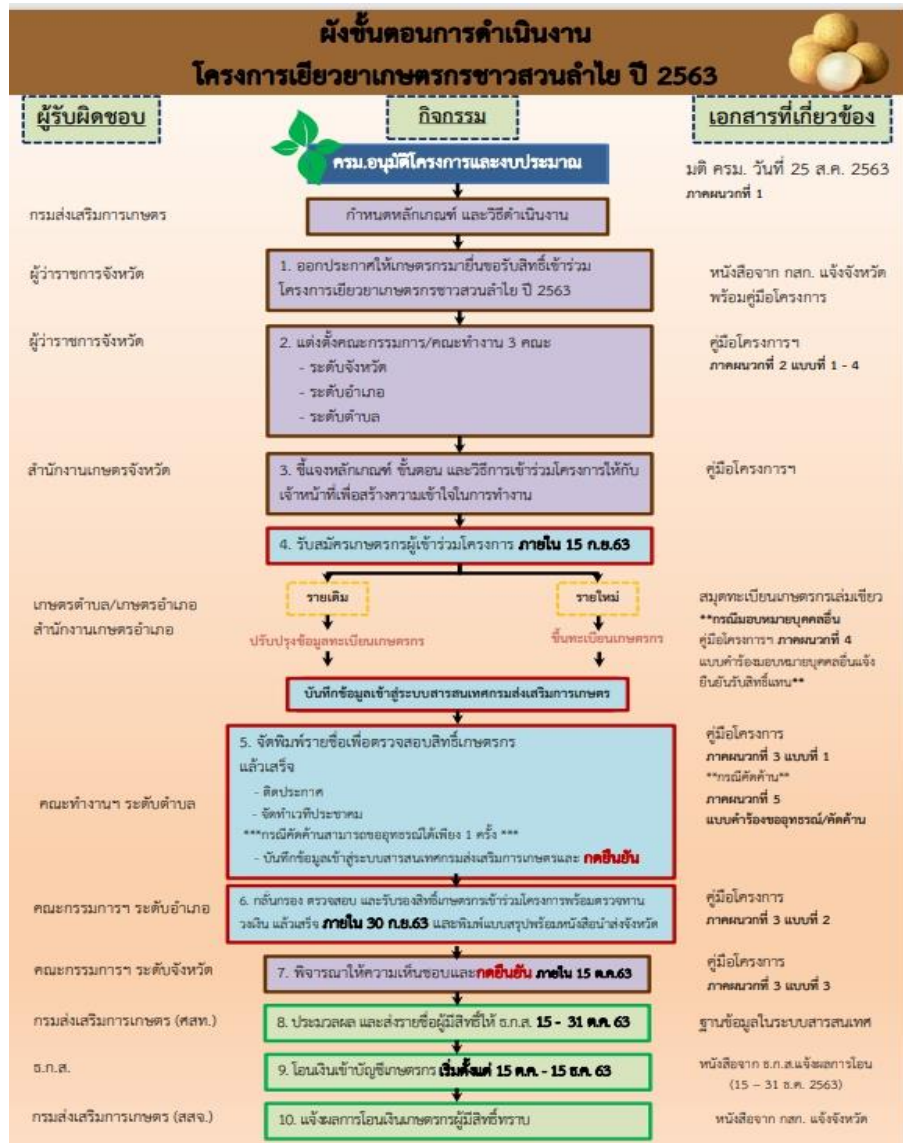 ผังขั้นตอนการดำเนินงาน
โครงการเยียวยาเกษตรกรชาวสวนลำไย ปี 2563
ผู้รับผิดชอบ
กิจกรรม
เอกสารที่เกี่ยวข้อง
ครม.อนุมัติโครงการและงบประมาณ
มติ ครม. วันที่ 25 ส.ค. 2563
ภาคผนวกที่ 1
กรมส่งเสริมการเกษตร
กำหนดหลักเกณฑ์ และวิธีดำเนินงาน
ผู้ว่าราชการจังหวัด
1. ออกประกาศให้เกษตรกรมายื่นขอรับสิทธิ์เข้าร่วม
โครงการเยียวยาเกษตรกรชาวสวนลำไย ปี 2563
หนังสือจาก กสก. แจ้งจังหวัด
พร้อมคู่มือโครงการ
ผู้ว่าราชการจังหวัด
2. แต่งตั้งคณะกรรมการ/คณะทำงาน 3 คณะ
- ระดับจังหวัด
- ระดับอำเภอ
- ระดับตำบล
คู่มือโครงการฯ
ภาคผนวกที่ 2 แบบที่ 1 - 4
สำนักงานเกษตรจังหวัด
3. ชี้แจงหลักเกณฑ์ ขั้นตอน และวิธีการเข้าร่วมโครงการให้กับ
เจ้าหน้าที่เพื่อสร้างความเข้าใจในการทำงาน
คู่มือโครงการฯ
4. รับสมัครเกษตรกรผู้เข้าร่วมโครงการ ภายใน 15 ก.ย.63
เกษตรตำบล/เกษตรอำเภอ
สำนักงานเกษตรอำเภอ
รายเดิม
รายใหม่
ปรับปรุงข้อมูลทะเบียนเกษตรกร
ขึ้นทะเบียนเกษตรกร
สมุดทะเบียนเกษตรกรเล่มเขียว
**กรณีมอบหมายบุคคลอื่น
คู่มือโครงการฯ ภาคผนวกที่ 4
แบบคำร้องมอบหมายบุคคลอื่นแจ้ง
ยืนยันรับสิทธิ์แทน**
บันทึกข้อมูลเข้าสู่ระบบสารสนเทศกรมส่งเสริมการเกษตร
คณะทำงานฯ ระดับตำบล
5. จัดพิมพ์รายชื่อเพื่อตรวจสอบสิทธิ์เกษตรกร
แล้วเสร็จ
- ติดประกาศ
- จัดทำเวทีประชาคม
***กรณีคัดค้านสามารถขออุทธรณ์ได้เพียง 1 ครั้ง ***
- บันทึกข้อมูลเข้าสู่ระบบสารสนเทศกรมส่งเสริมการเกษตรและ กดยืนยัน
คู่มือโครงการ
ภาคผนวกที่ 3 แบบที่ 1
**กรณีคัดค้าน**
ภาคผนวกที่ 5
แบบคำร้องขออุทธรณ์/คัดค้าน
คณะกรรมการฯ ระดับอำเภอ
6. กลั่นกรอง ตรวจสอบ และรับรองสิทธิ์เกษตรกรเข้าร่วมโครงการพร้อมตรวจทาน
วงเงิน แล้วเสร็จ ภายใน 30 ก.ย.63 และพิมพ์แบบสรุปพร้อมหนังสือนำส่งจังหวัด
คู่มือโครงการ
ภาคผนวกที่ 3 แบบที่ 2
คณะกรรมการฯ ระดับจังหวัด
7. พิจารณาให้ความเห็นชอบและกดยืนยัน ภายใน 15 ต.ค.63
คู่มือโครงการ
ภาคผนวกที่ 3 แบบที่ 3
กรมส่งเสริมการเกษตร (ศสท.)
8. ประมวลผล และส่งรายชื่อผู้มีสิทธิ์ให้ ธ.ก.ส. 15 - 31 ต.ค. 63
ฐานข้อมูลในระบบสารสนเทศ
ธ.ก.ส.
9. โอนเงินเข้าบัญชีเกษตรกร เริ่มตั้งแต่ 15 ต.ค. - 15 ธ.ค. 63
หนังสือจาก ธ.ก.ส.แจ้งผลการโอน
(15 – 31 ธ.ค. 2563)
กรมส่งเสริมการเกษตร (สสจ.)
10. แจ้งผลการโอนเงินเกษตรกรผู้มีสิทธิ์ทราบ
หนังสือจาก กสก. แจ้งจังหวัด